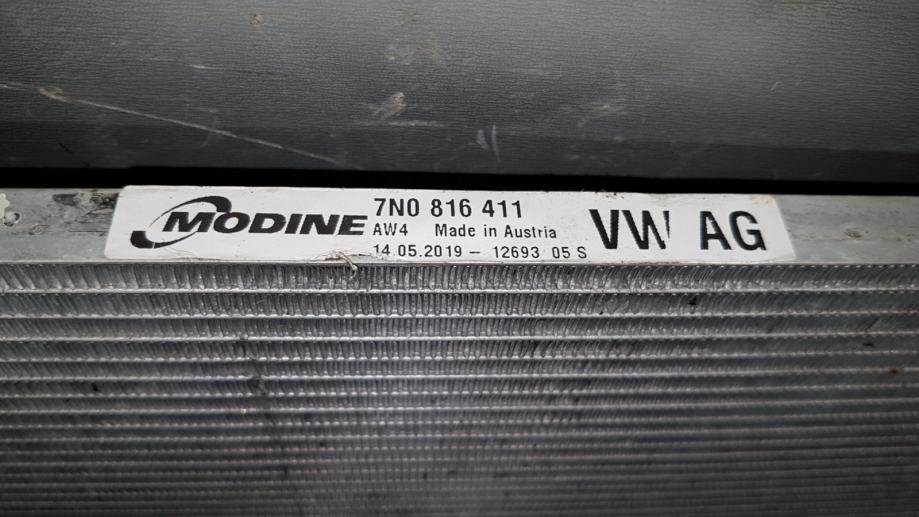 MODINE
7N0 816 411
AW4 Made in Austria
14.05.2019 - 12693 05 S
VW AG